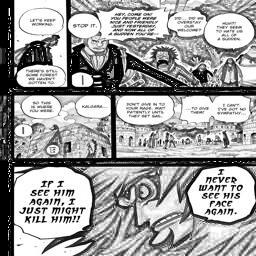 LET'S KEEP
WORKING.
THERE'S STILL
SOME FOREST
WE HAVEN'T
GOTTEN TO.
STOP IT.
HEY, COME ON!
YOU PEOPLE WERE
NICE AND FRIENDLY
JUST YESTERDAY,
AND NOW ALL OF
A SUDDEN YOU'RE--
DID... DID WE
OVERSTAY
OUR
WELCOME?
HUH?!
THEY SEEM
TO HATE US
ALL OF
A SUDDEN.
SO THIS
IS WHERE
YOU WERE.
KALGARA...
DON'T GIVE IN TO
YOUR RAGE. WAIT
PATIENTLY UNTIL
THEY SET SAIL.
...TO GIVE
THEM!
I CAN'T.
I'VE GOT NO
SYMPATHY...
IF I
SEE HIM
AGAIN, I
JUST MIGHT
KILL HIM!!
I
NEVER
WANT TO
SEE HIS
FACE
AGAIN.